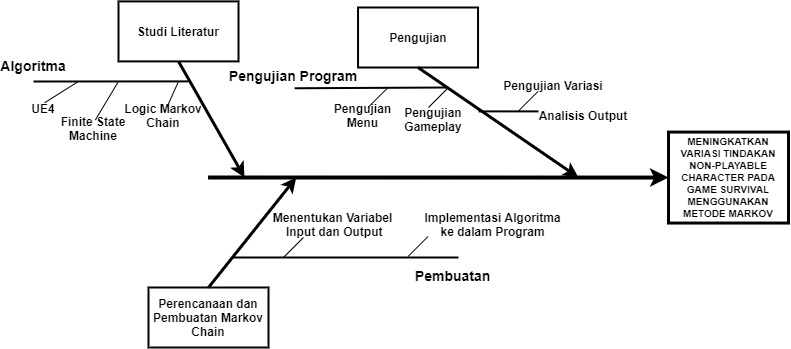 Studi Literatur
Pengujian
Algoritma
UE4
Finite State
Machine
Logic Markov
Chain
Pengujian Program
Pengujian
Menu
Pengujian
Gameplay
Pengujian Variasi
Analisis Output
MENINGKATKAN
VARIASI TINDAKAN
NON-PLAYABLE
CHARACTER PADA
GAME SURVIVAL
MENGGUNAKAN
METODE MARKOV
Menentukan Variabel
Input dan Output
Implementasi Algoritma
ke dalam Program
Pembuatan
Perencanaan dan
Pembuatan Markov
Chain